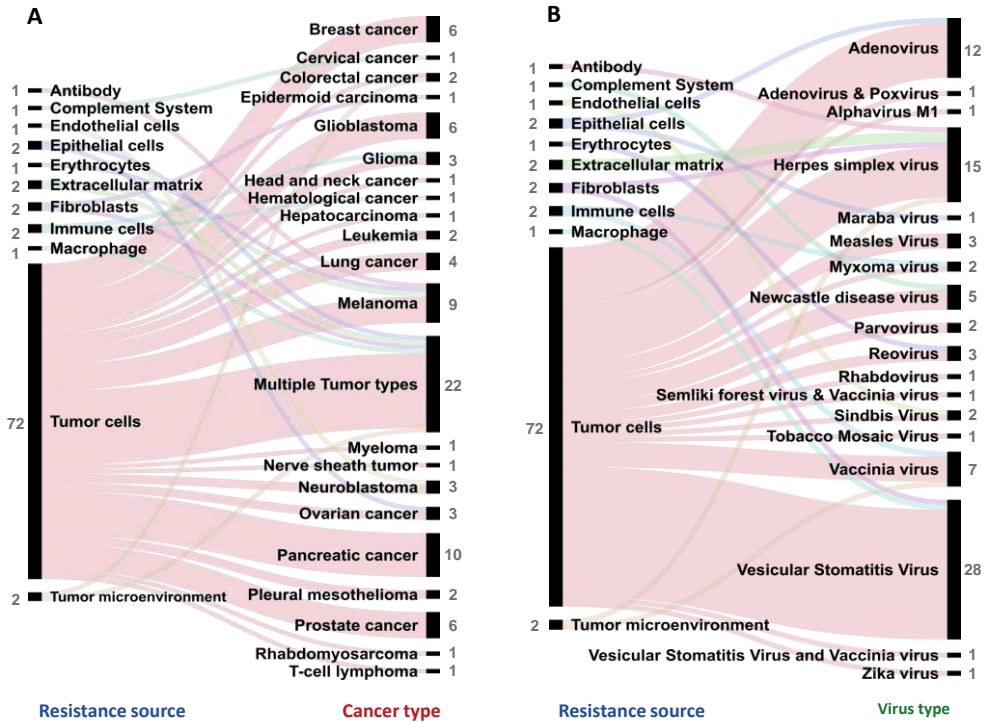 A
1 Antibody
1 Complement System
1 Endothelial cells
2 Epithelial cells
1 Erythrocytes
2 Extracellular matrix
2 Fibroblasts
2 Immune cells
1 Macrophage
72 Tumor cells
2 Tumor microenvironment
Breast cancer 6
Cervical cancer 1
Colorectal cancer 2
Epidermoid carcinoma 1
Glioblastoma 6
Glioma 3
Head and neck cancer 1
Hematological cancer 1
Hepatocarcinoma 1
Leukemia 2
Lung cancer 4
Melanoma 9
Multiple Tumor types 22
Myeloma 1
Nerve sheath tumor 1
Neuroblastoma 3
Ovarian cancer 3
Pancreatic cancer 10
Pleural mesothelioma 2
Prostate cancer 6
Rhabdomyosarcoma 1
T-cell lymphoma 1
Resistance source
Cancer type
B
1 Antibody
1 Complement System
1 Endothelial cells
2 Epithelial cells
1 Erythrocytes
2 Extracellular matrix
2 Fibroblasts
2 Immune cells
1 Macrophage
72 Tumor cells
2 Tumor microenvironment
Adenovirus 12
Adenovirus & Poxvirus 1
Alphavirus M1 1
Herpes simplex virus 15
Maraba virus 1
Measles Virus 3
Myxoma virus 2
Newcastle disease virus 5
Parvovirus 2
Reovirus 3
Rhabdovirus 1
Semliki forest virus & Vaccinia virus 1
Sindbis Virus 2
Tobacco Mosaic Virus 1
Vaccinia virus 7
Vesicular Stomatitis Virus 28
Vesicular Stomatitis Virus and Vaccinia virus 1
Zika virus 1
Resistance source
Virus type